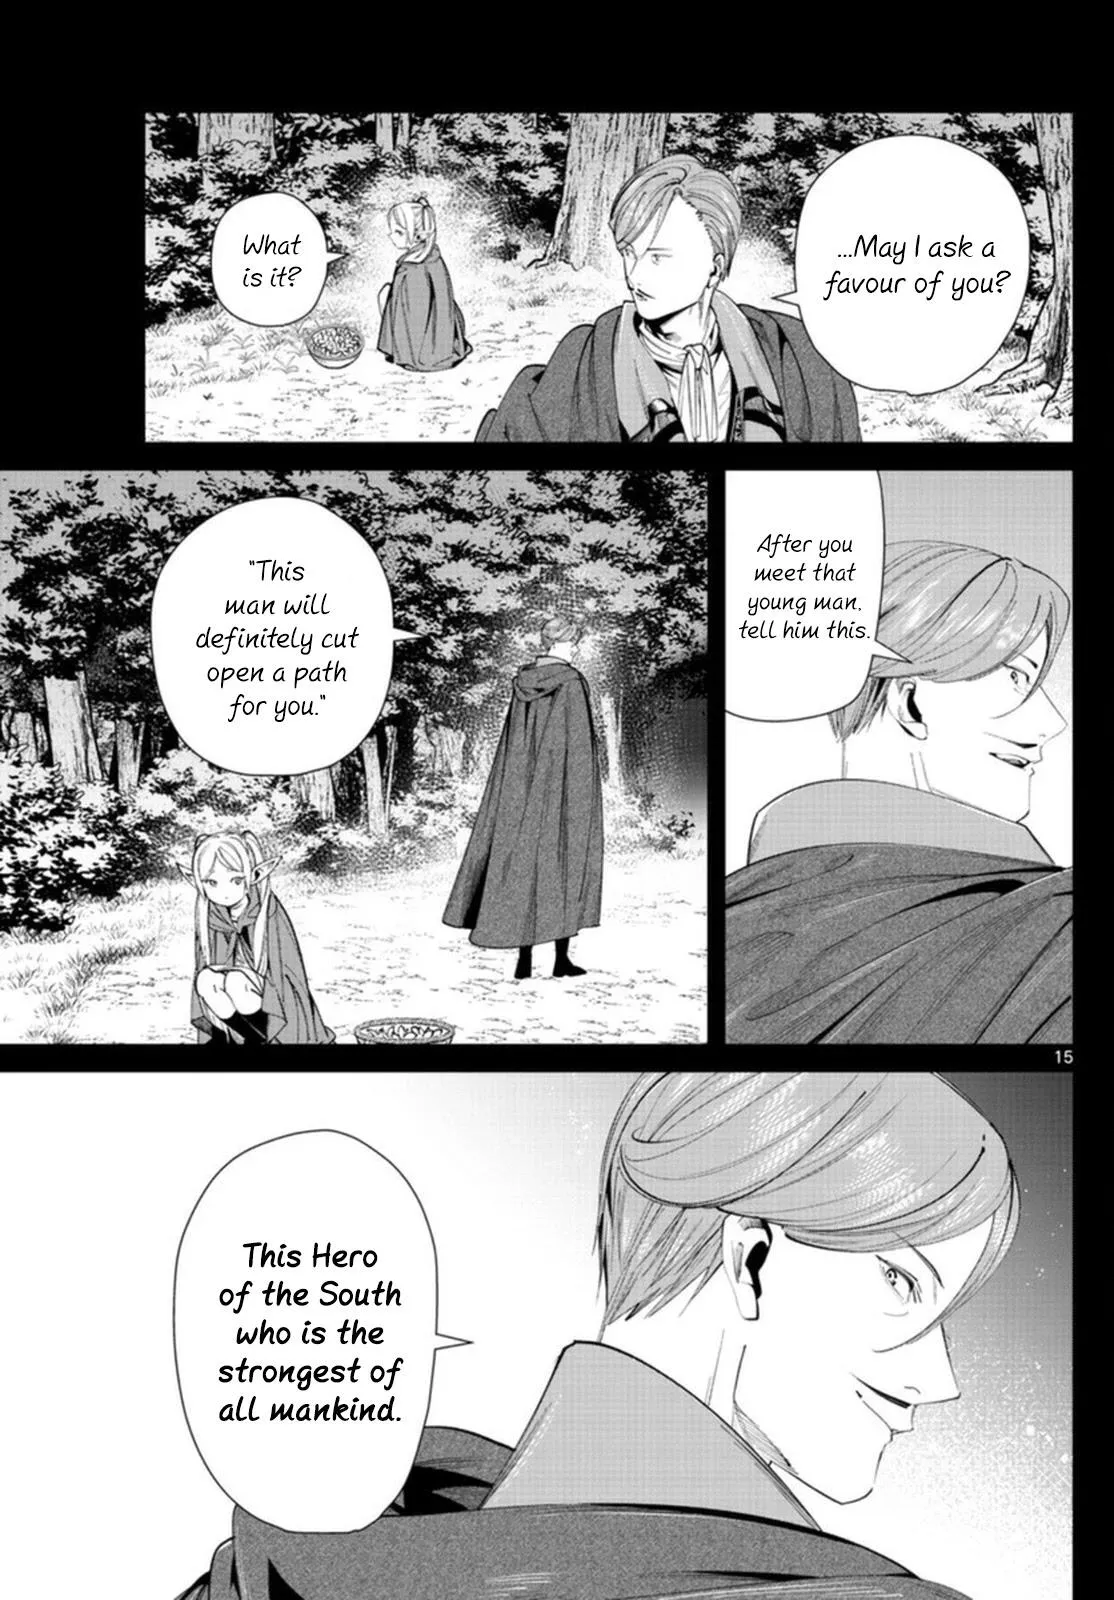 ...May I ask a
favour of you?
What
is it?
After you
meet that
young man,
tell him this.
"This
man will
definitely cut
open a path
for you."
15
This Hero
of the South
who is the
strongest of
all mankind.